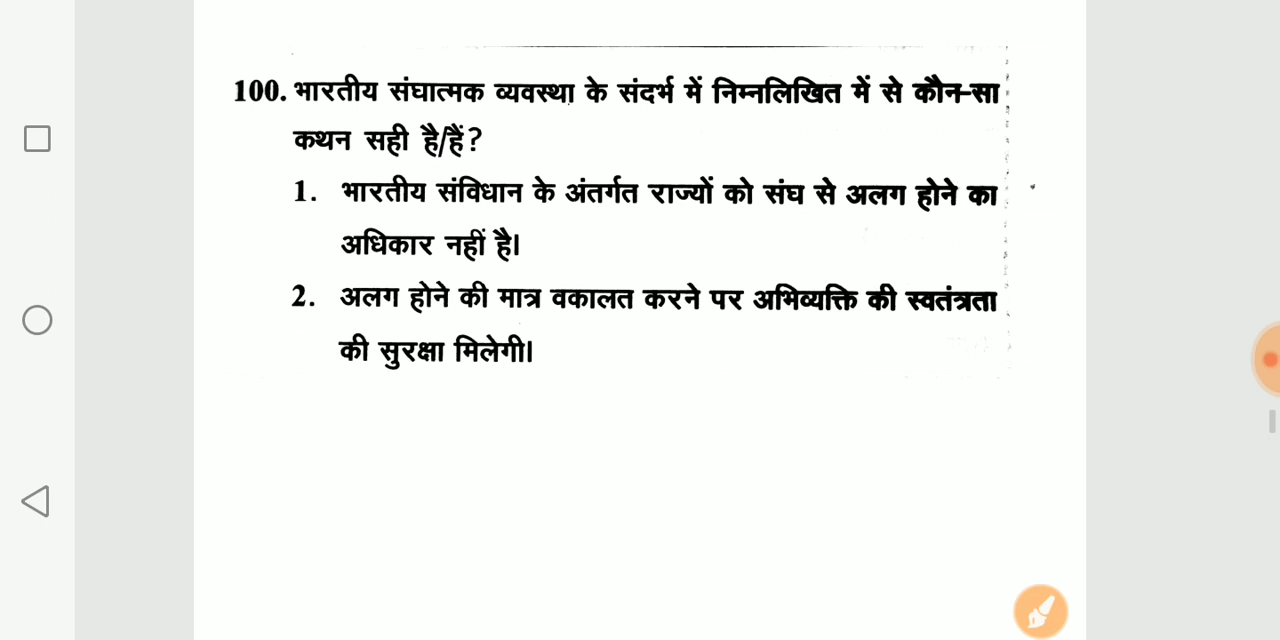 100. भारतीय संघात्मक व्यवस्था के संदर्भ में निम्नलिखित में से कौन-सा
कथन सही है/हैं?
1. भारतीय संविधान के अंतर्गत राज्यों को संघ से अलग होने का
अधिकार नहीं है।
2. अलग होने की मात्र वकालत करने पर अभिव्यक्ति की स्वतंत्रता
की सुरक्षा मिलेगी।